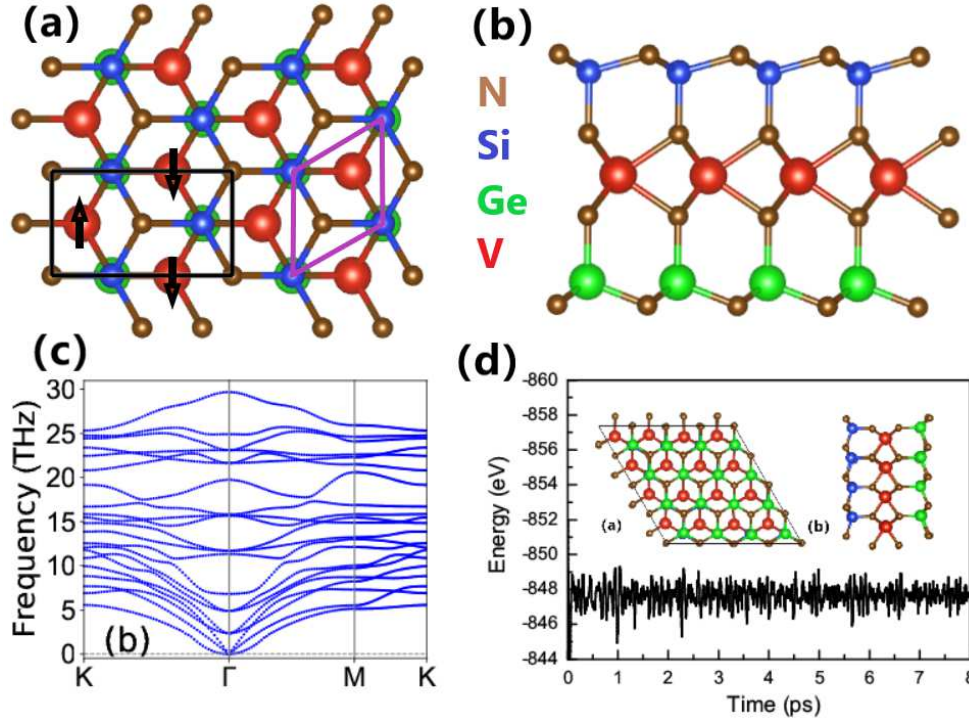 (a)
(b)
N
Si
Ge
V
(c)
Frequency (THz)
30
25
20
15
10
5
0
(b)
K
Γ
M
K
(d)
Energy (eV)
-860
-858
-856
-854
-852
-850
-848
-846
-844
(a)
(b)
0
1
2
3
4
5
6
7
8
Time (ps)